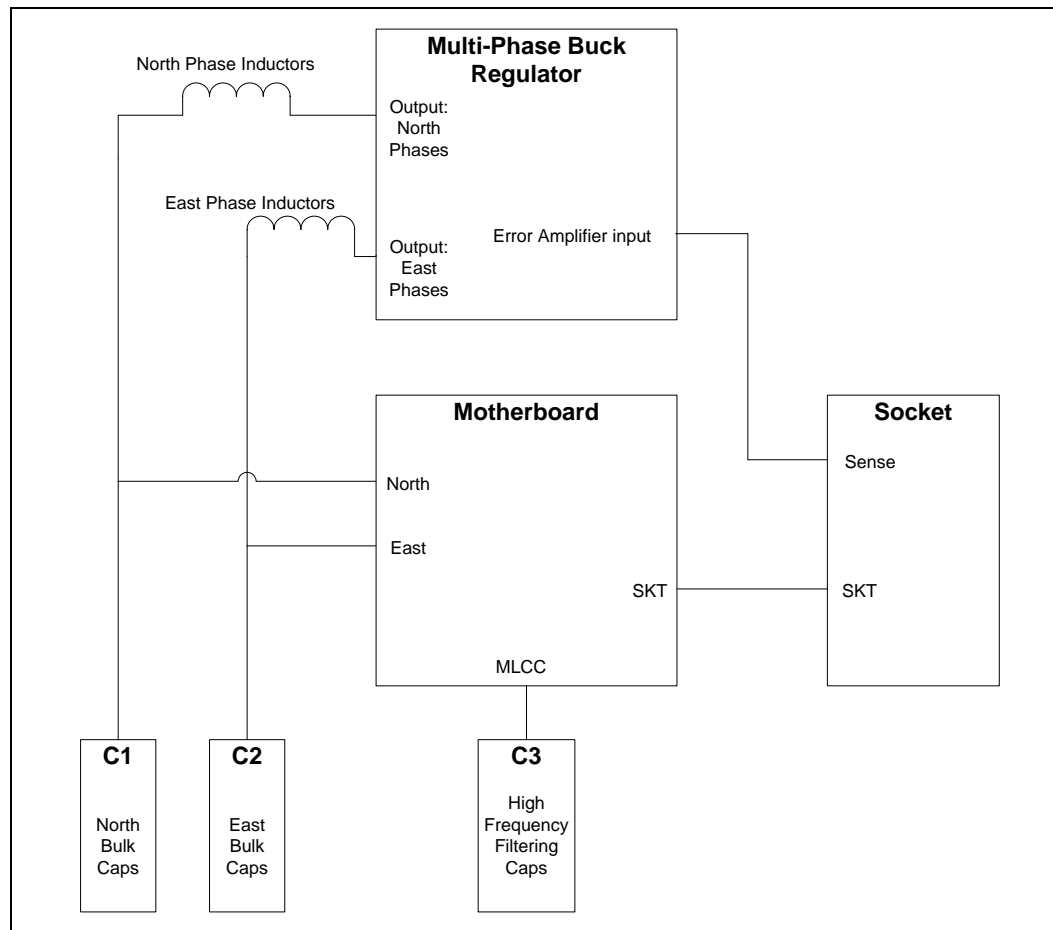 Multi-Phase Buck
Regulator
North Phase Inductors
Output:
North
Phases
East Phase Inductors
Error Amplifier input
Output:
East
Phases
Motherboard
Socket
Sense
North
East
SKT
SKT
MLCC
C1
North
Bulk
Caps
C2
East
Bulk
Caps
C3
High
Frequency
Filtering
Caps